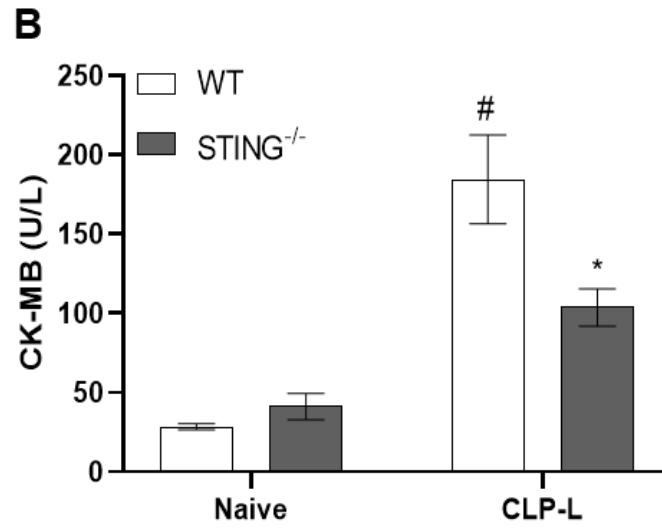 B
CK-MB (U/L)
250
200
150
100
50
0
WT
STING-/-
#
*
Naive
CLP-L